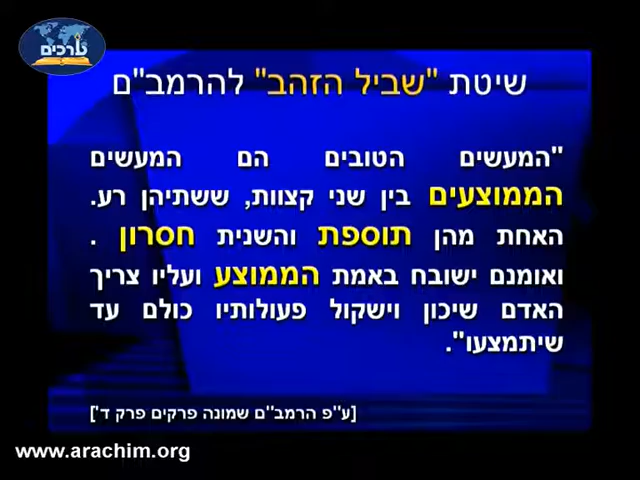 ערכים
שיטת "שביל הזהב" להרמב"ם
"המעשים הטובים הם המעשים
הממוצעים בין שני קצוות, ששתיהן רע.
האחת מהן תוספת והשנית חסרון .
ואומנם ישובח באמת הממוצע ועליו צריך
האדם שיכון וישקול פעולותיו כולם עד
שיתמצעו".
[ע"פ הרמב"ם שמונה פרקים פרק ד']
www.arachim.org